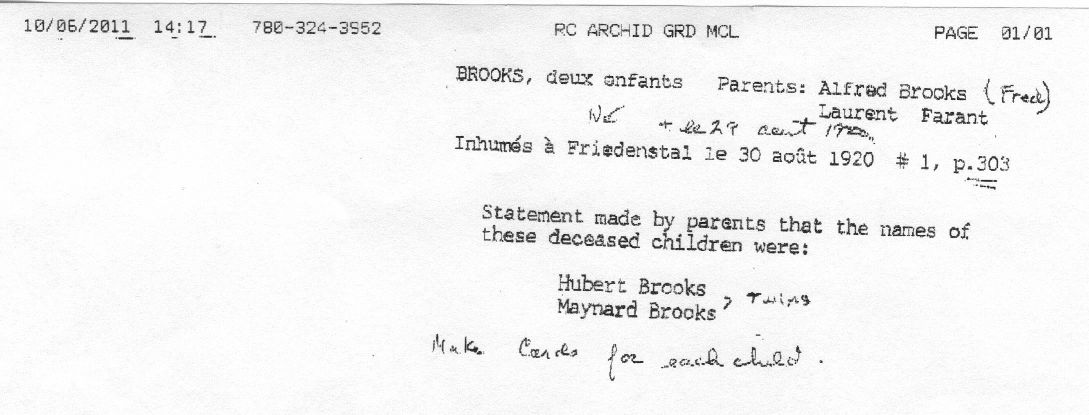 10/06/2011 14:17 780-324-3952 RC ARCHID GRD MCL PAGE 01/01
BROOKS, deux enfants Parents: Alfred Brooks (Fred)
Laurent Farant
Né + le 29 aout 1920
Inhumés à Friedenstal le 30 août 1920 # 1, p.303
Statement made by parents that the names of
these deceased children were:
Hubert Brooks
Maynard Brooks > twins
Make Cards for each child.